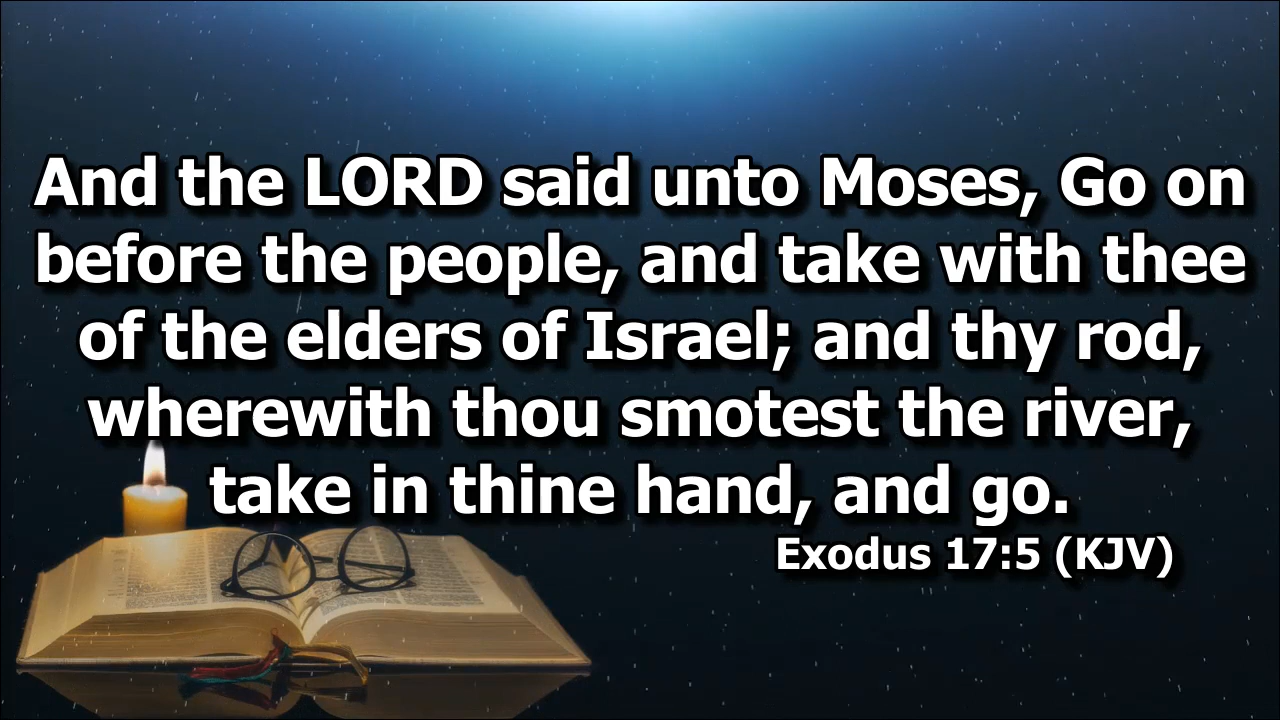 And the LORD said unto Moses, Go on
before the people, and take with thee
of the elders of Israel; and thy rod,
wherewith thou smotest the river,
take in thine hand, and go.
Exodus 17:5 (KJV)